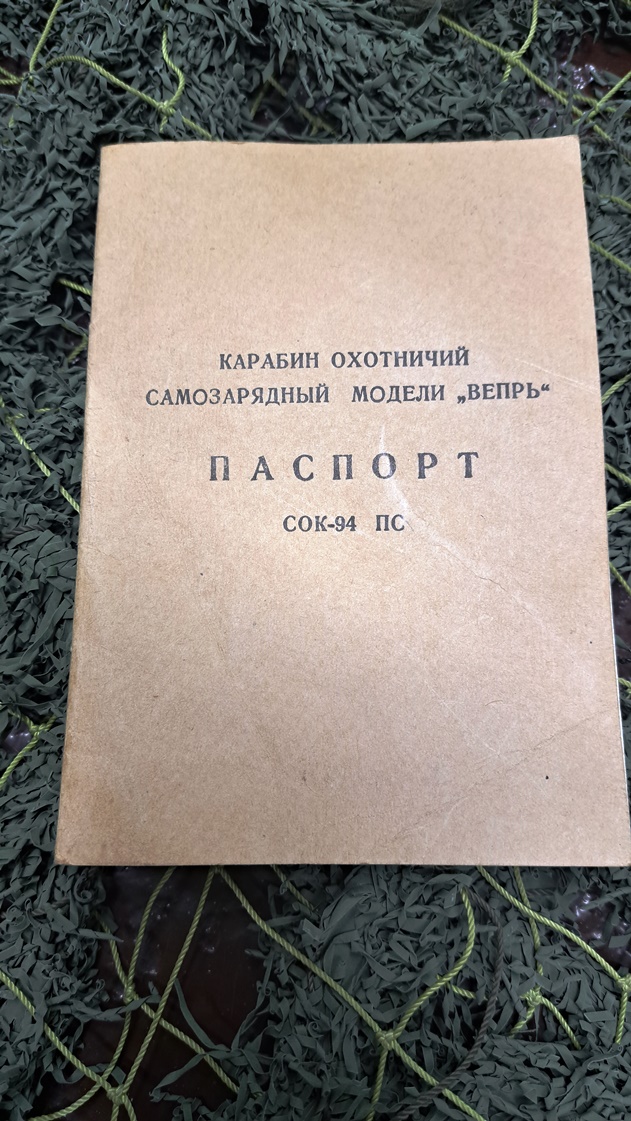 КАРАБИН ОХОТНИЧИЙ
САМОЗАРЯДНЫЙ МОДЕЛИ „ВЕПРЬ“
ПАСПОРТ
СОК-94 ПС